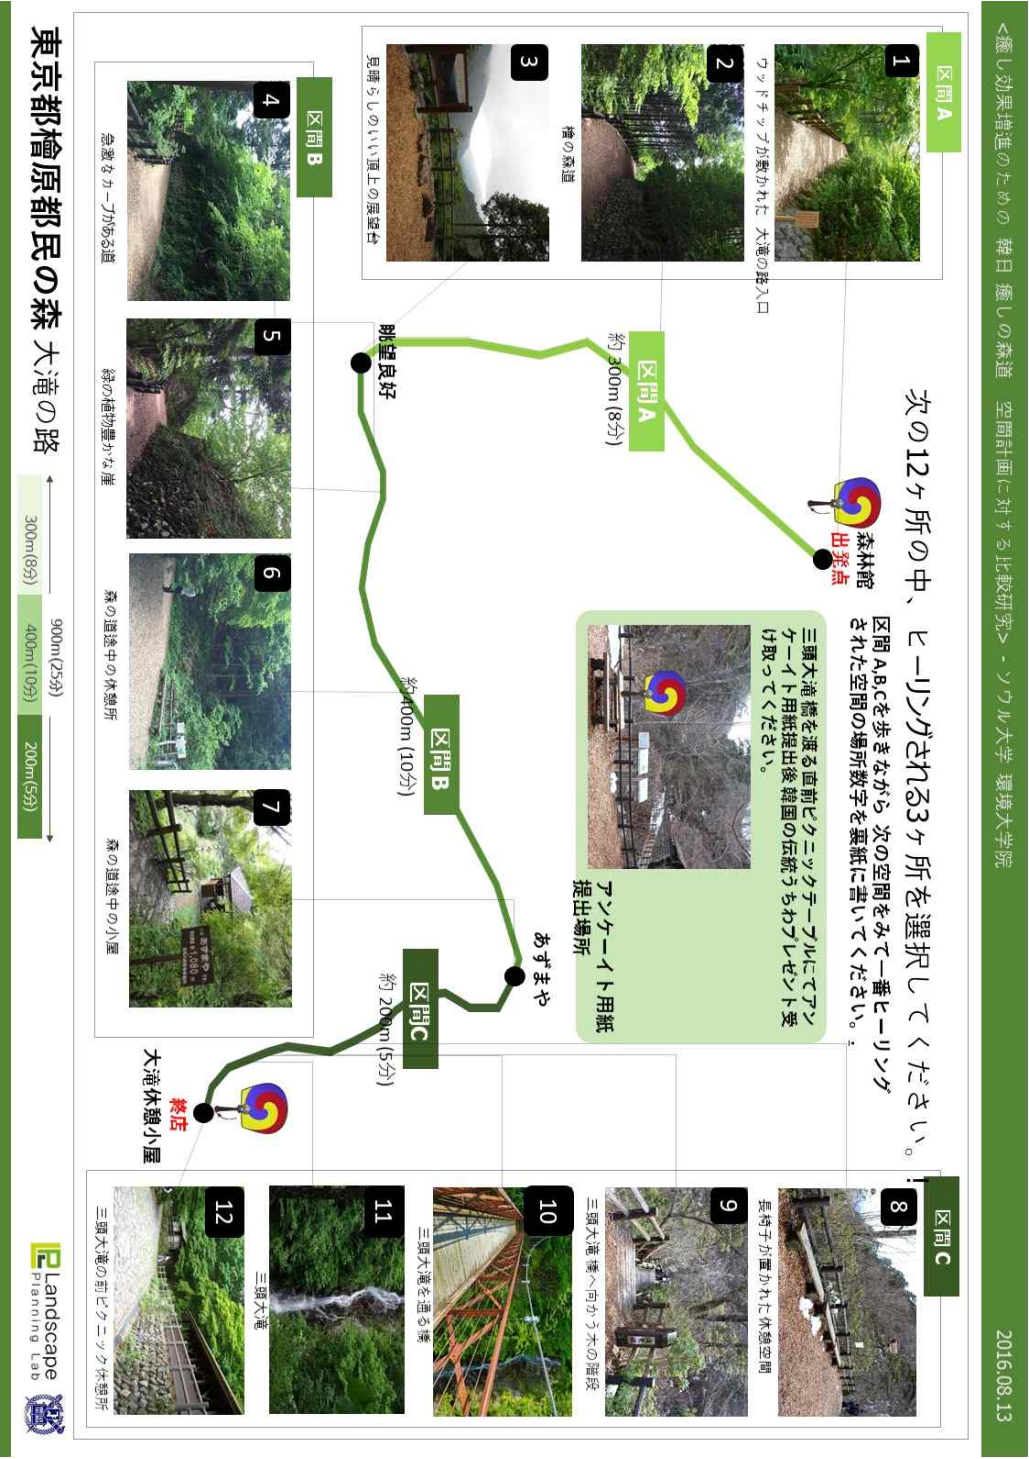 <癒し効果増進のための 韓日 癒しの森道 空間計画に対する比較研究> - ソウル大学 環境大学院
2016.08.13
次の12ヶ所の中、ヒーリングされる3ヶ所を選択してください。!
区間 A,B,Cを歩きながら 次の空間をみて一番ヒーリング
された空間の場所数字を裏紙に書いてください。.
区間A
1
ウッドチップが敷かれた 大滝の路入口
2
檜の森道
3
見晴らしのいい頂上の展望台
区間B
4
急激なカーブがある道
5
緑の植物豊かな崖
6
森の道途中の休憩所
7
森の道途中の小屋
あずまや
1,080
森林館
出発点
区間A
約 300m (8分)
眺望良好
区間B
約400m (10分)
あずまや
区間C
約 200m (5分)
終店
大滝休憩小屋
三頭大滝 橋を渡る直前ピクニックテーブルにてアン
ケーイト用紙提出後 韓国の伝統うちわプレゼント受
け取ってください。
アンケーイト用紙
提出場所
区間C
8
長椅子が置かれた休憩空間
9
三頭大滝 橋へ向かう木の階段
10
三頭大滝を通る橋
11
三頭大滝
12
三頭大滝の前ピクニック休憩所
東京都檜原都民の森 大滝の路
900m(25分)
300m(8分)
400m(10分)
200m(5分)
Landscape
Planning Lab